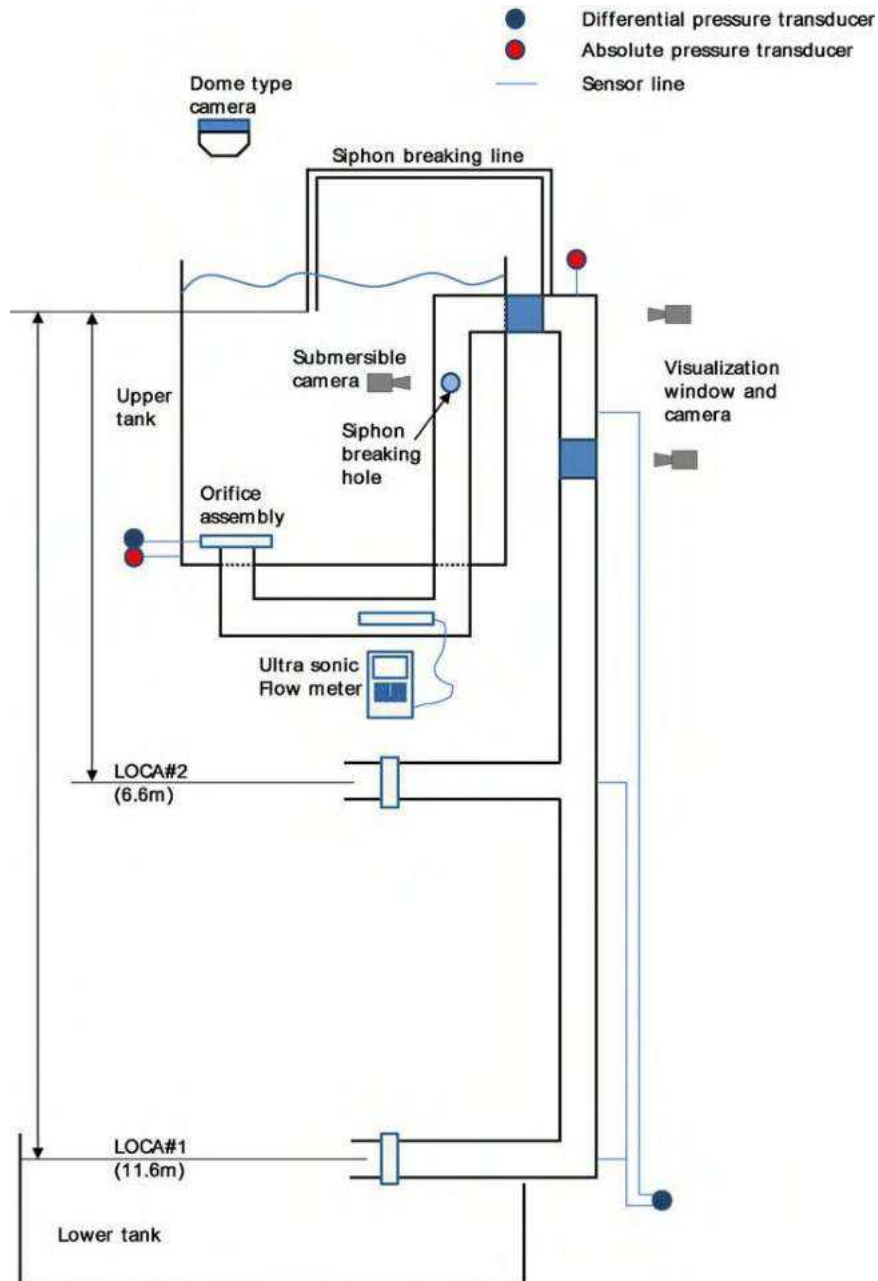 Differential pressure transducer
Absolute pressure transducer
Sensor line
Dome type
camera
Siphon breaking line
Submersible
camera
Visualization
window and
camera
Upper
tank
Siphon
breaking
hole
Orifice
assembly
Ultra sonic
Flow meter
LOCA#2
(6.6m)
LOCA#1
(11.6m)
Lower tank